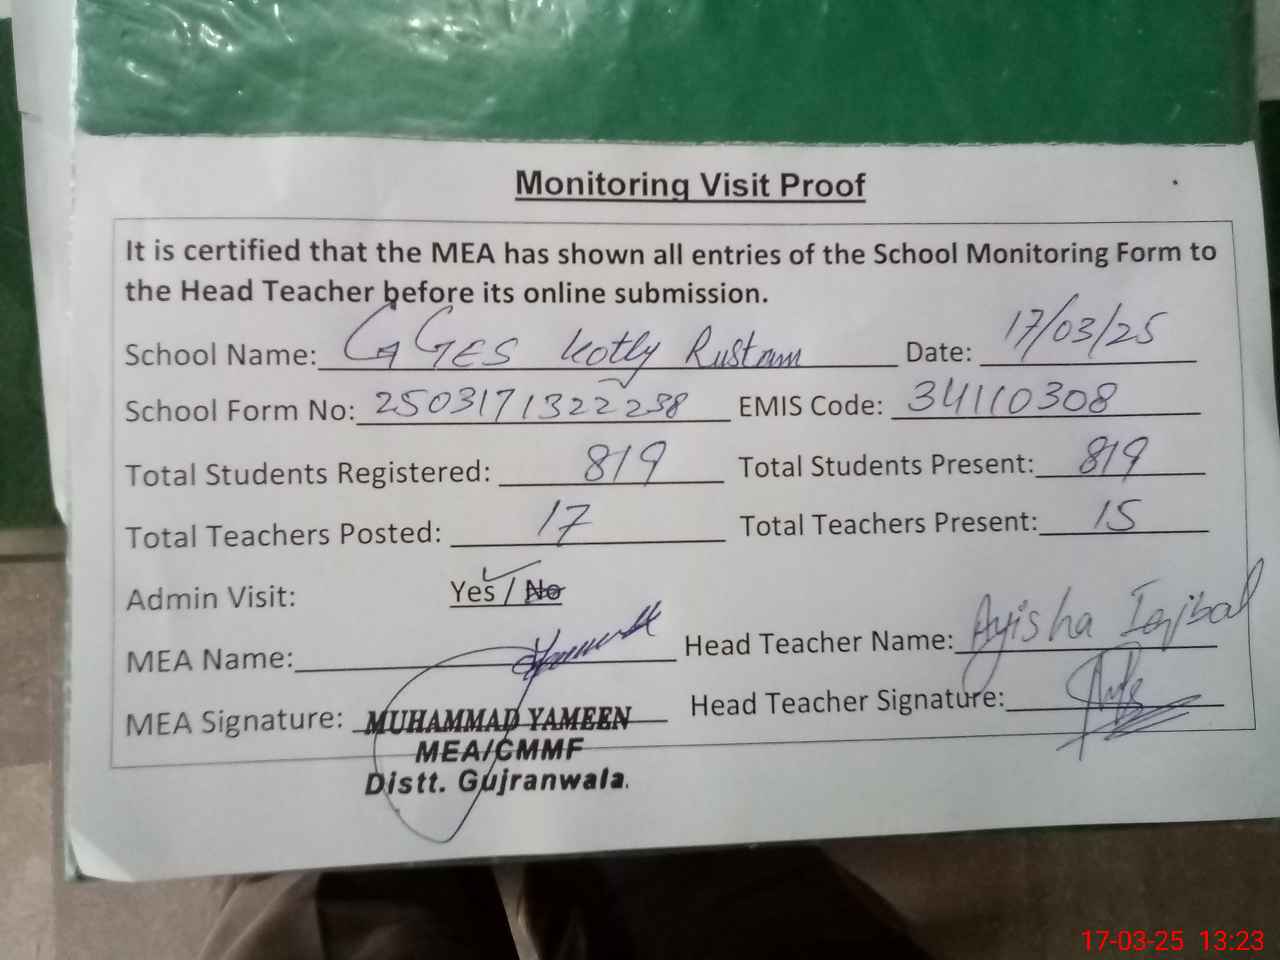 Monitoring Visit Proof
It is certified that the MEA has shown all entries of the School Monitoring Form to
the Head Teacher before its online submission.
School Name: GGES Kotly Rustam Date: 17/03/25
School Form No: 2503171322238 EMIS Code: 34110308
Total Students Registered: 819 Total Students Present: 819
Total Teachers Posted: 17 Total Teachers Present: 15
Admin Visit: Yes / No
MEA Name: Head Teacher Name: Ayisha Iqbal
MEA Signature: MUHAMMAD YAMEEN Head Teacher Signature:
MEA/CMMF
Distt. Gujranwala.
17-03-25 13:23